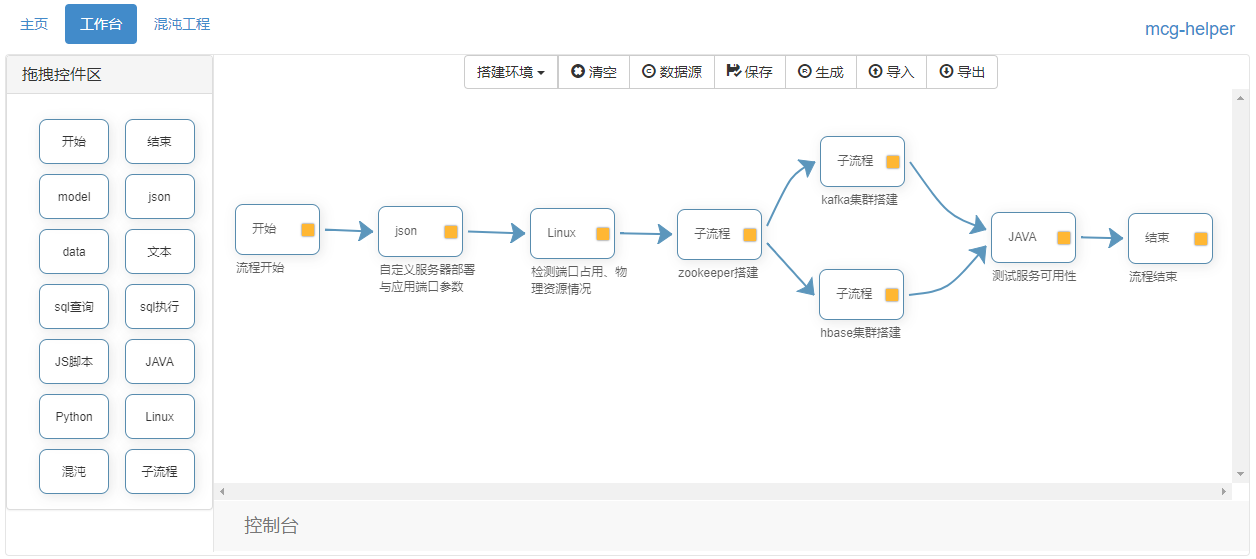 主页
工作台
混沌工程
mcg-helper
拖拽控件区
搭建环境
清空
数据源
保存
生成
导入
导出
开始
结束
model
json
data
文本
sql查询
sql执行
JS脚本
JAVA
Python
Linux
混沌
子流程
开始
流程开始
json
自定义服务器部署
与应用端口参数
Linux
检测端口占用、物
理资源情况
子流程
zookeeper搭建
子流程
kafka集群搭建
子流程
hbase集群搭建
JAVA
测试服务可用性
结束
流程结束
控制台